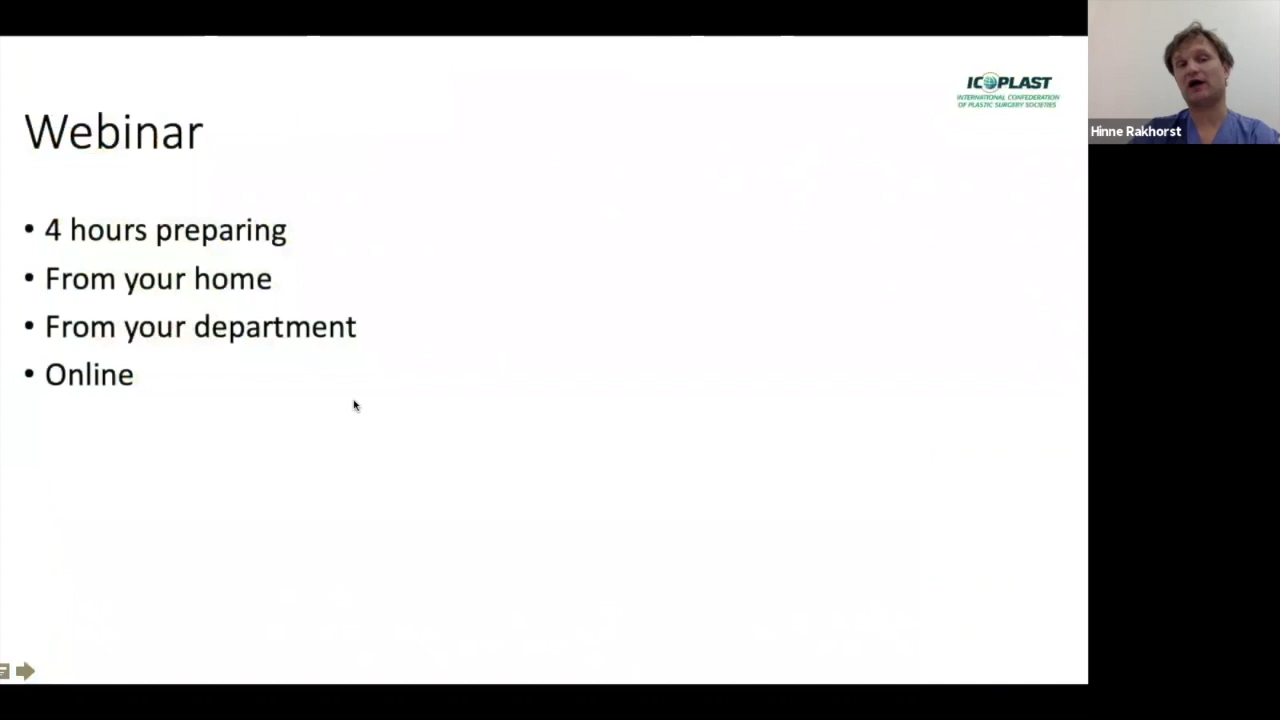 ICOPLAST
INTERNATIONAL CONFEDERATION
OF PLASTIC SURGERY SOCIETIES
Hinne Rakhorst
Webinar
• 4 hours preparing
• From your home
• From your department
• Online